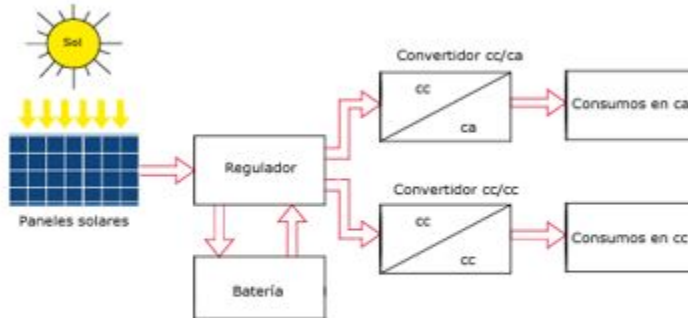 Sol
Paneles solares
Regulador
Batería
Convertidor cc/ca
cc
ca
Consumos en ca
Convertidor cc/cc
cc
cc
Consumos en cc